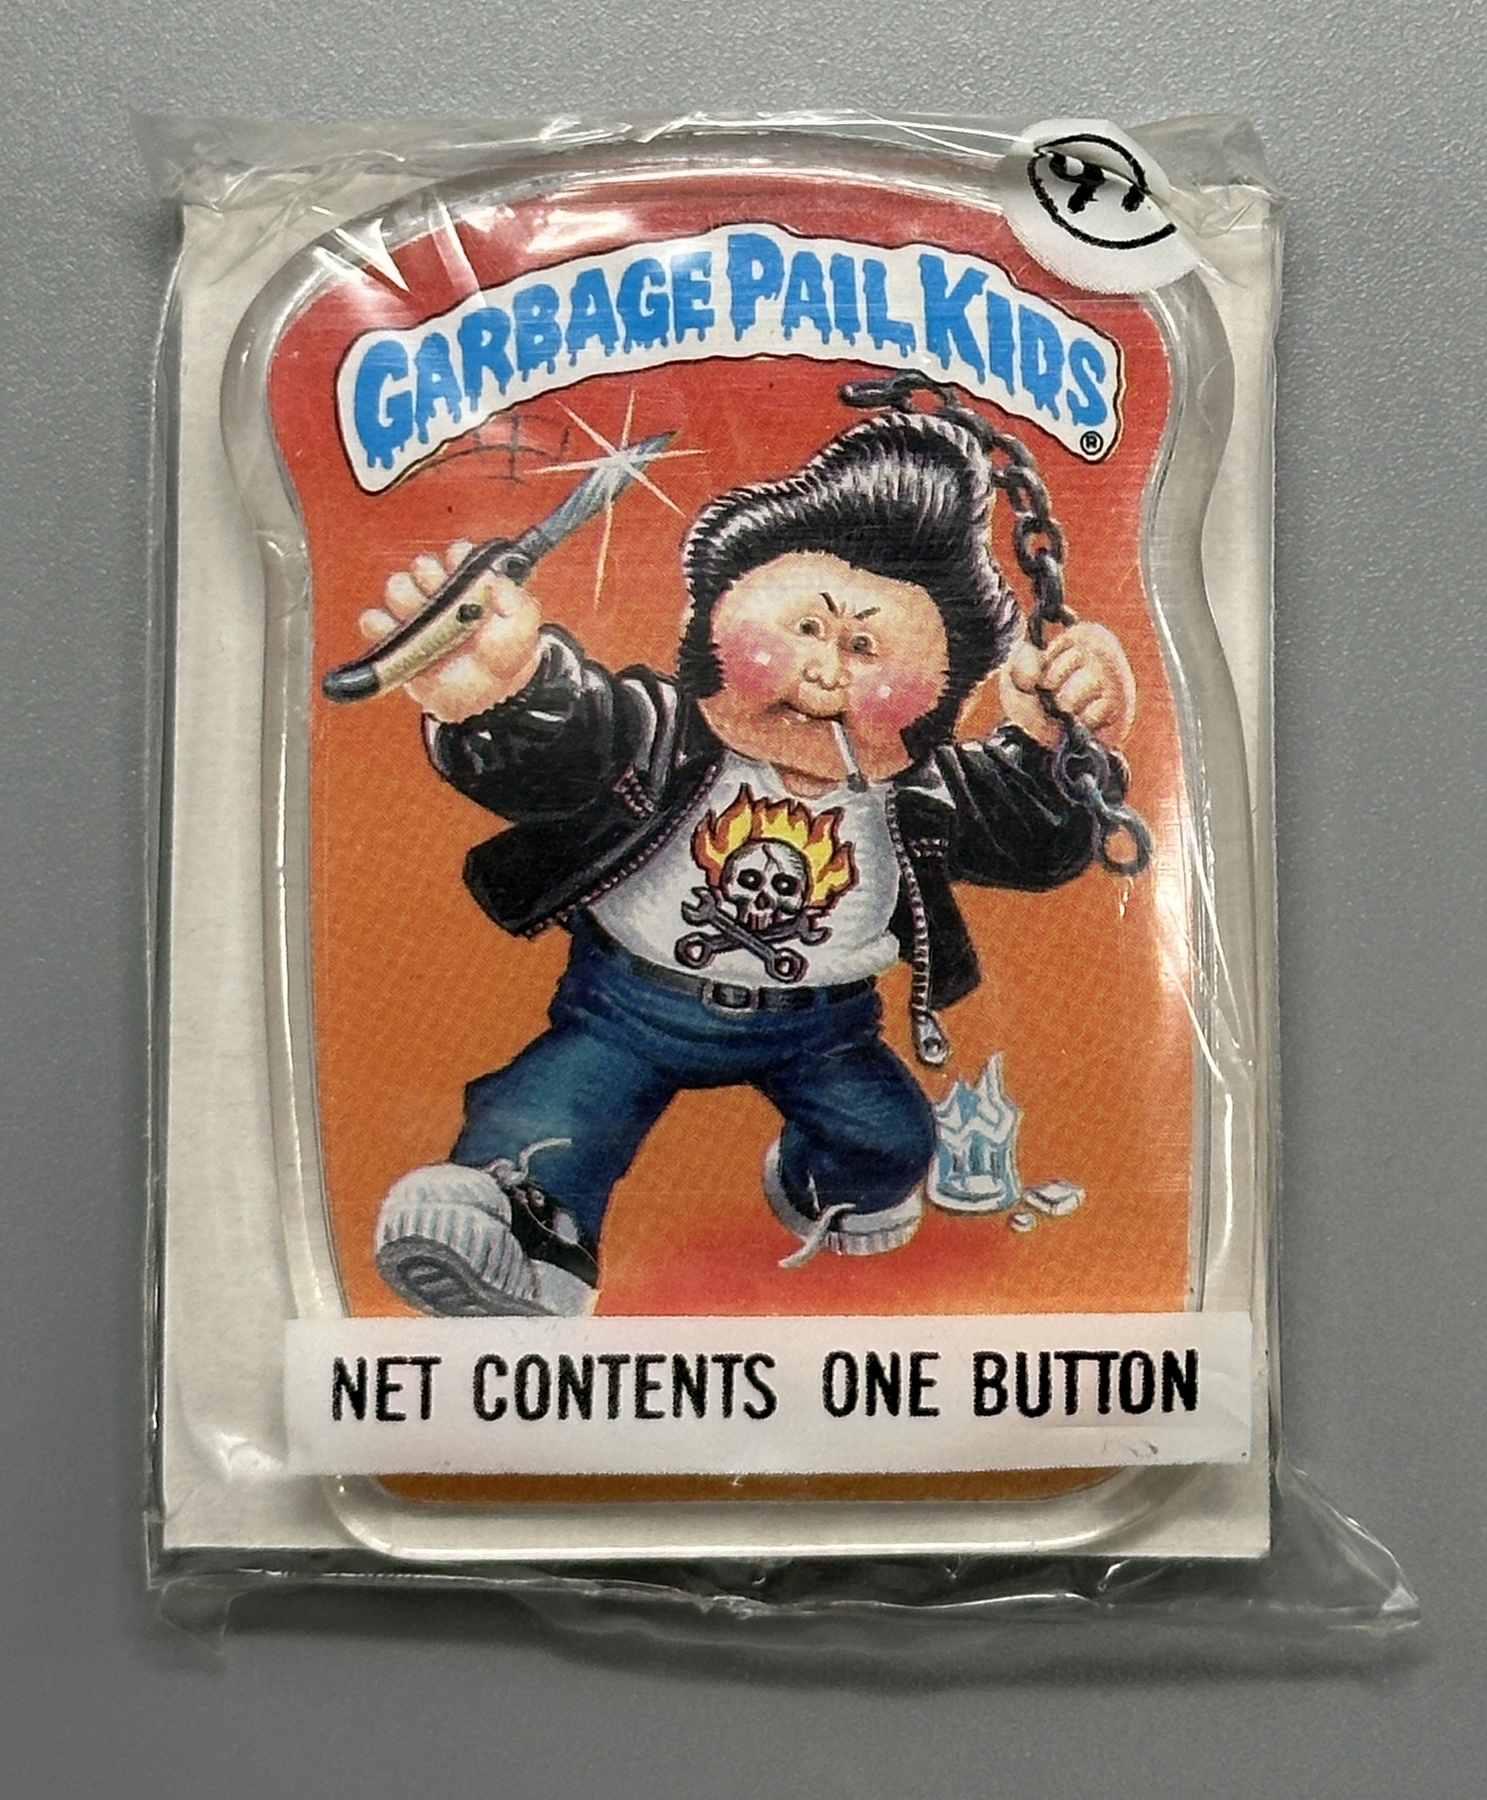 GARBAGE PAIL KIDS
®
NET CONTENTS ONE BUTTON